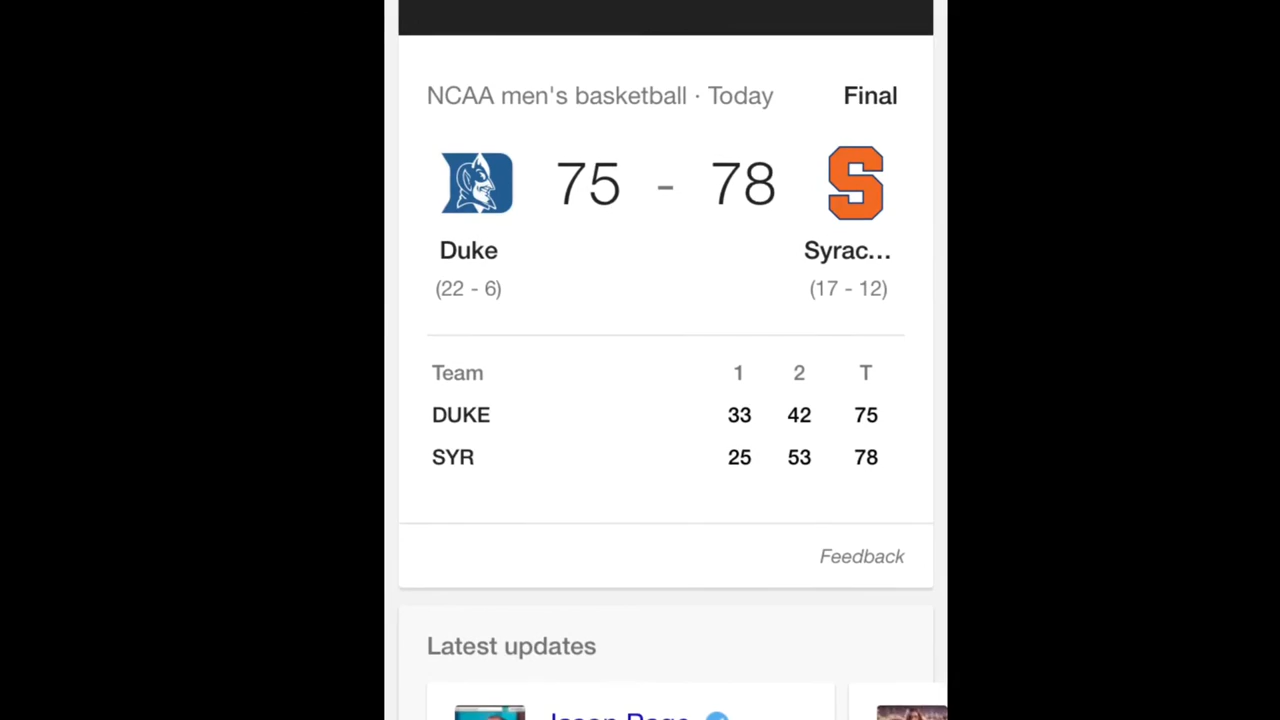 NCAA men's basketball · Today Final
75 - 78
Duke Syrac...
(22 - 6) (17 - 12)
Team 1 2 T
DUKE 33 42 75
SYR 25 53 78
Feedback
Latest updates